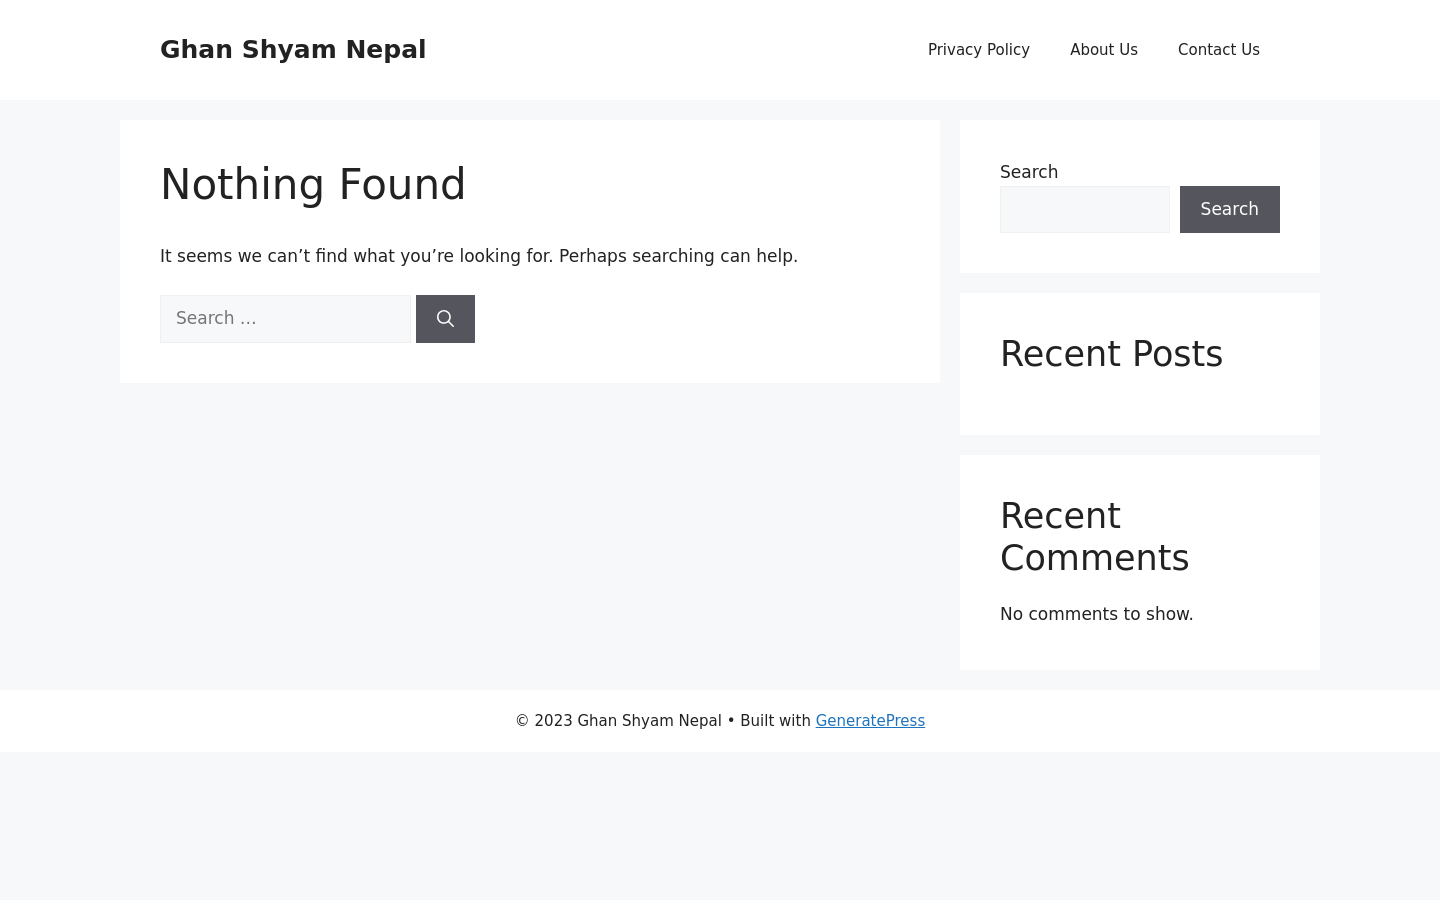 Ghan Shyam Nepal
Privacy Policy
About Us
Contact Us
Nothing Found
It seems we can’t find what you’re looking for. Perhaps searching can help.
Search …
Search
Search
Recent Posts
Recent
Comments
No comments to show.
© 2023 Ghan Shyam Nepal • Built with GeneratePress